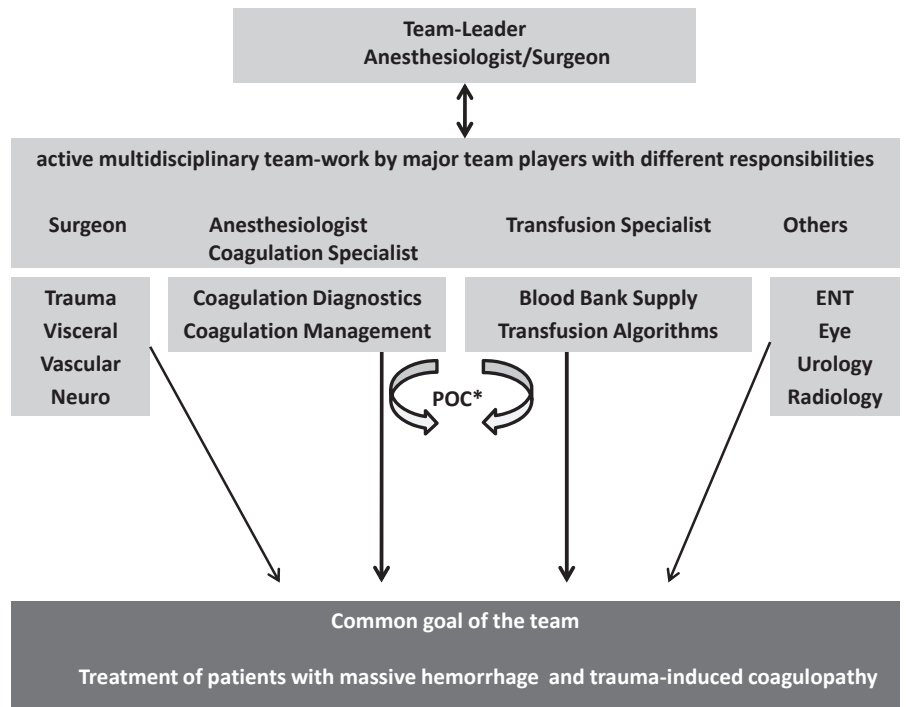 Team-Leader
Anesthesiologist/Surgeon
active multidisciplinary team-work by major team players with different responsibilities
Surgeon
Anesthesiologist
Coagulation Specialist
Transfusion Specialist
Others
Trauma
Visceral
Vascular
Neuro
Coagulation Diagnostics
Coagulation Management
Blood Bank Supply
Transfusion Algorithms
ENT
Eye
Urology
Radiology
POC*
Common goal of the team
Treatment of patients with massive hemorrhage and trauma-induced coagulopathy